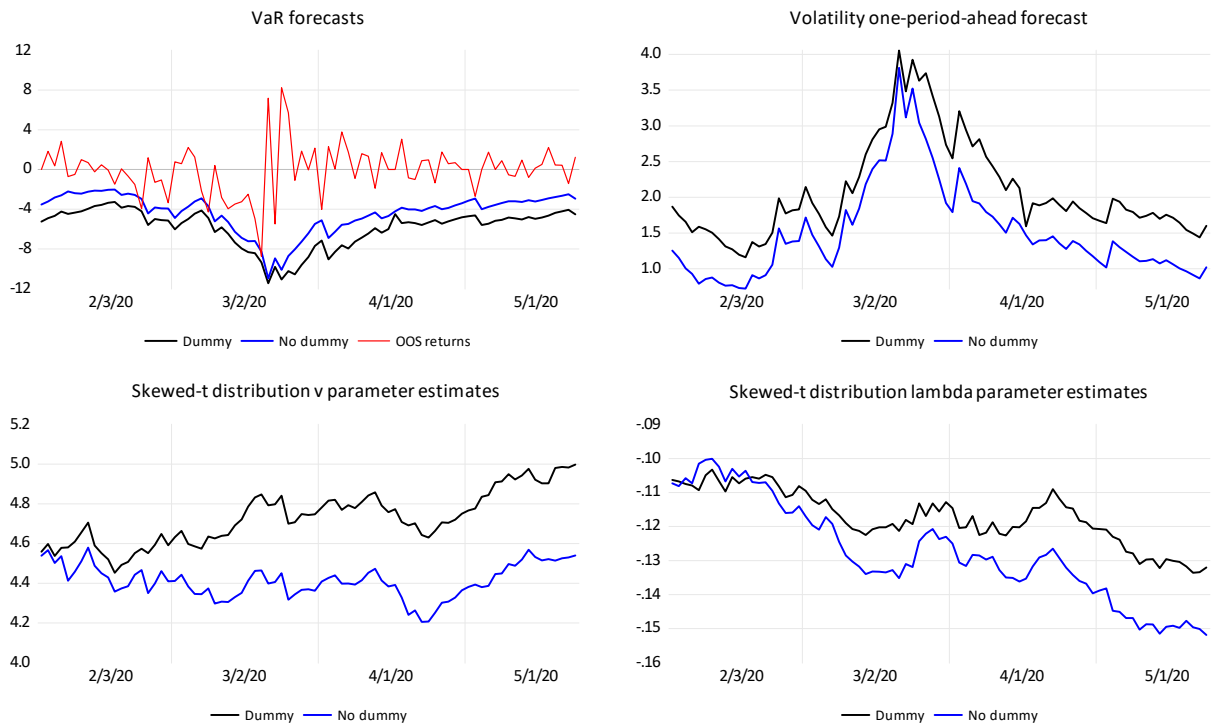 VaR forecasts
12
8
4
0
-4
-8
-12
2/3/20 3/2/20 4/1/20 5/1/20
Dummy No dummy OOS returns
Volatility one-period-ahead forecast
4.0
3.5
3.0
2.5
2.0
1.5
1.0
2/3/20 3/2/20 4/1/20 5/1/20
Dummy No dummy
Skewed-t distribution v parameter estimates
5.2
5.0
4.8
4.6
4.4
4.2
4.0
2/3/20 3/2/20 4/1/20 5/1/20
Dummy No dummy
Skewed-t distribution lambda parameter estimates
-.09
-.10
-.11
-.12
-.13
-.14
-.15
-.16
2/3/20 3/2/20 4/1/20 5/1/20
Dummy No dummy